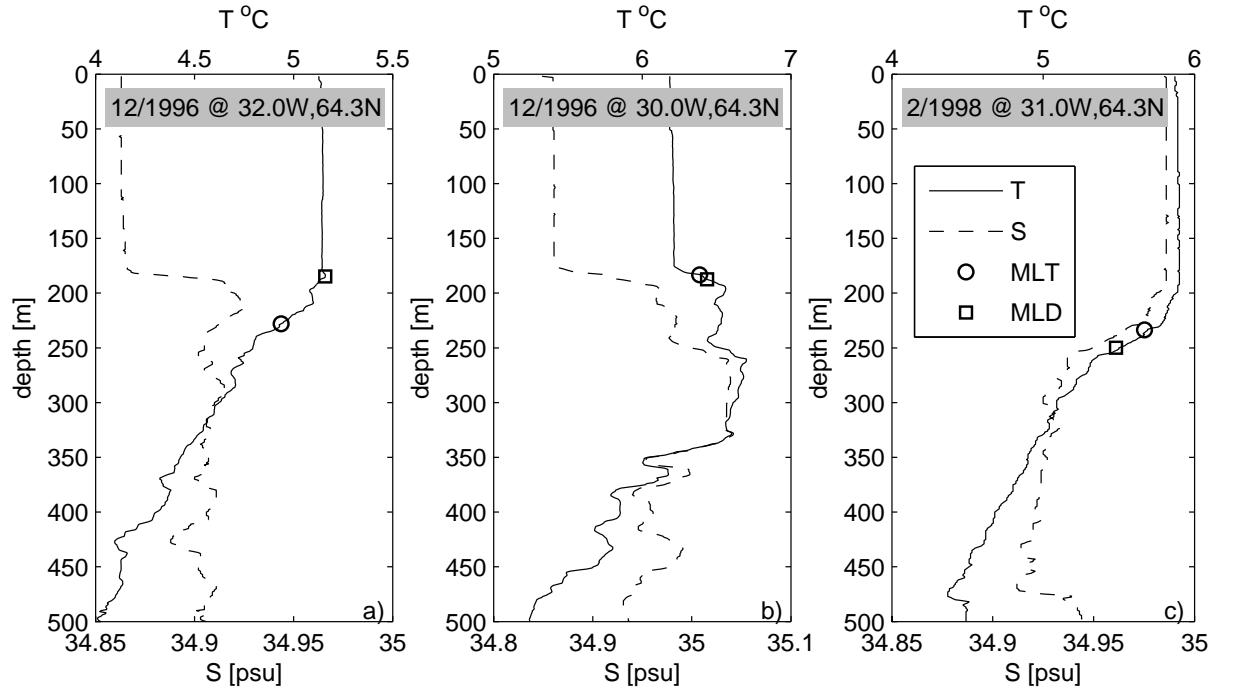 T °C
T °C
T °C
4 4.5 5 5.5
5 6 7
4 5 6
12/1996 @ 32.0W,64.3N
12/1996 @ 30.0W,64.3N
2/1998 @ 31.0W,64.3N
0
50
100
150
200
250
300
350
400
450
500
depth [m]
0
50
100
150
200
250
300
350
400
450
500
depth [m]
0
50
100
150
200
250
300
350
400
450
500
depth [m]
T
S
MLT
MLD
a)
b)
c)
34.85 34.9 34.95 35
34.8 34.9 35 35.1
34.85 34.9 34.95 35
S [psu]
S [psu]
S [psu]